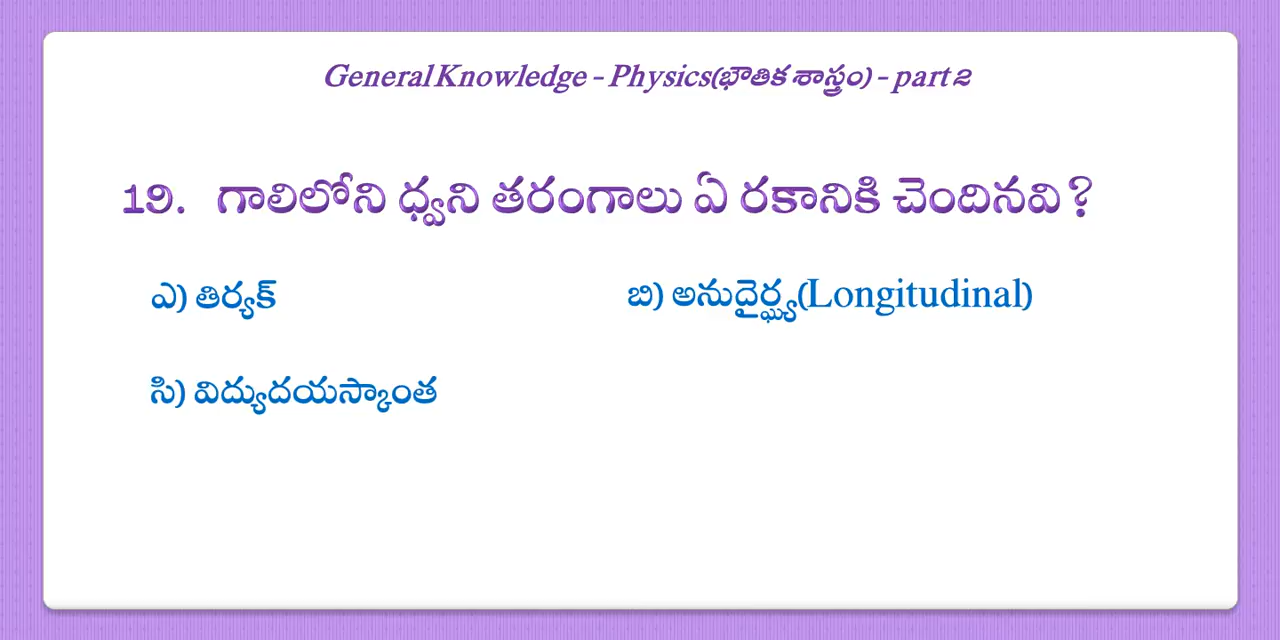 General Knowledge - Physics(భౌతిక శాస్త్రం) - part 2
19. గాలిలోని ధ్వని తరంగాలు ఏ రకానికి చెందినవి?
ఎ) తిర్యక్ బి) అనుదైర్ఘ్య(Longitudinal)
సి) విద్యుదయస్కాంత